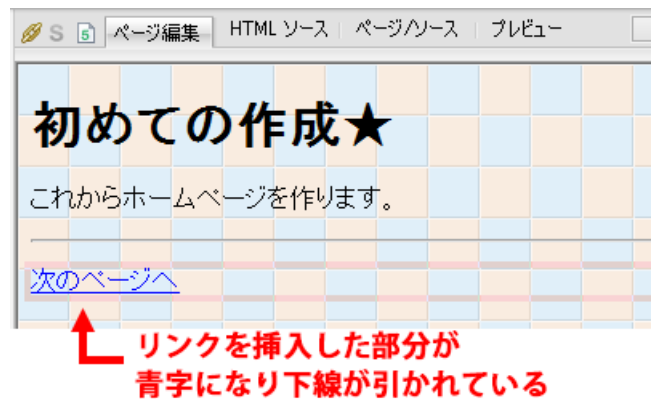 S 5 ページ編集 HTML ソース ページ/ソース プレビュー
初めての作成★
これからホームページを作ります。
次のページへ
リンクを挿入した部分が
青字になり下線が引かれている